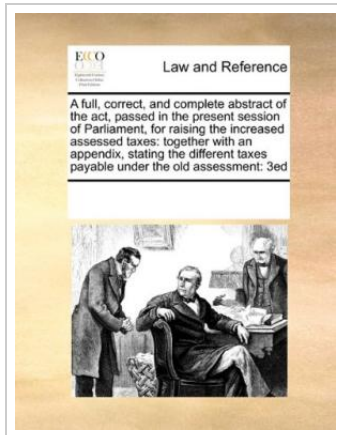 ECCO
Law and Reference
A full, correct, and complete abstract of
the act, passed in the present session
of Parliament, for raising the increased
assessed taxes: together with an
appendix, stating the different taxes
payable under the old assessment: 3ed